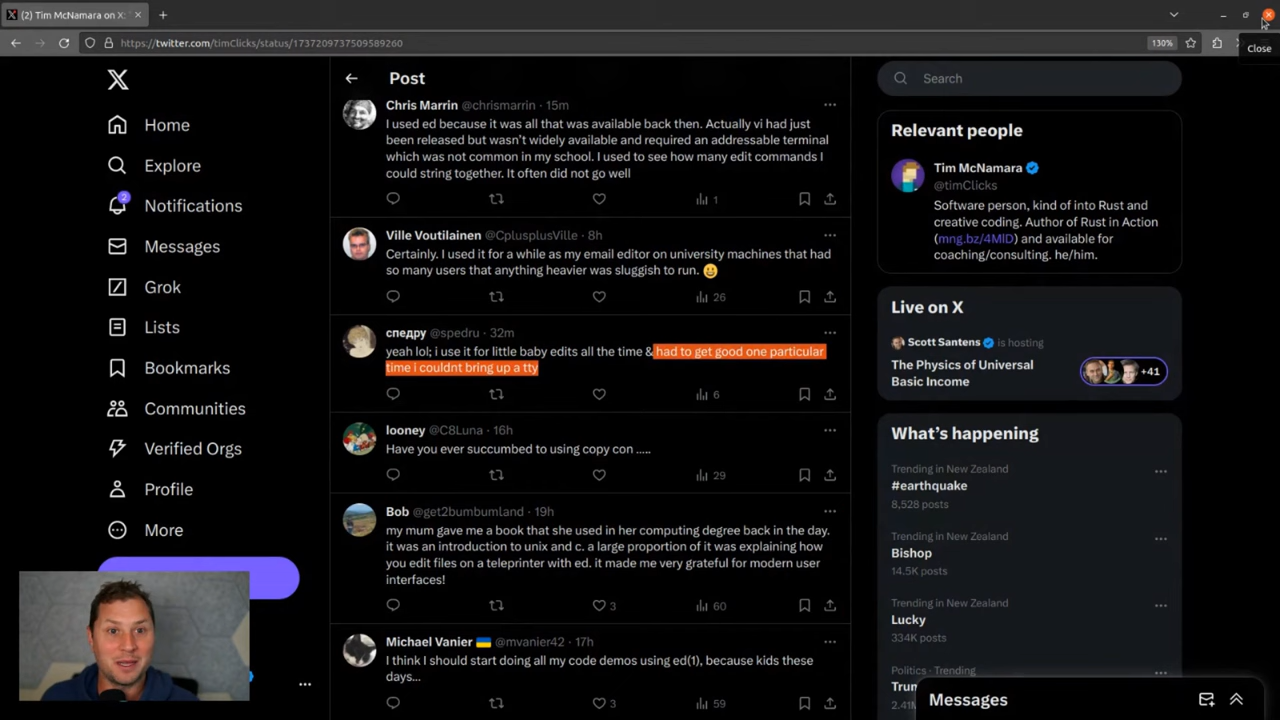 (2) Tim McNamara on X:
https://twitter.com/timClicks/status/1737209737509589260
130%
Close
Home
Explore
2
Notifications
Messages
Grok
Lists
Bookmarks
Communities
Verified Orgs
Profile
More
Post
Chris Marrin @chrismarrin · 15m
I used ed because it was all that was available back then. Actually vi had just
been released but wasn't widely available and required an addressable terminal
which was not common in my school. I used to see how many edit commands I
could string together. It often did not go well
1
Ville Voutilainen @CplusplusVille · 8h
Certainly. I used it for a while as my email editor on university machines that had
so many users that anything heavier was sluggish to run. 😀
26
спедру @spedru · 32m
yeah lol; i use it for little baby edits all the time & had to get good one particular
time i couldnt bring up a tty
6
looney @C8Luna · 16h
Have you ever succumbed to using copy con .....
29
Bob @get2bumbumland · 19h
my mum gave me a book that she used in her computing degree back in the day.
it was an introduction to unix and c. a large proportion of it was explaining how
you edit files on a teleprinter with ed. it made me very grateful for modern user
interfaces!
3 60
Michael Vanier 🇺🇦 @mvanier42 · 17h
I think I should start doing all my code demos using ed(1), because kids these
days...
3 59
Search
Relevant people
Tim McNamara
@timClicks
Software person, kind of into Rust and
creative coding. Author of Rust in Action
(mng.bz/4MlD) and available for
coaching/consulting. he/him.
Live on X
Scott Santens is hosting
The Physics of Universal
Basic Income
+41
What's happening
Trending in New Zealand
#earthquake
8,528 posts
Trending in New Zealand
Bishop
14.5K posts
Trending in New Zealand
Lucky
334K posts
Politics · Trending
Messages